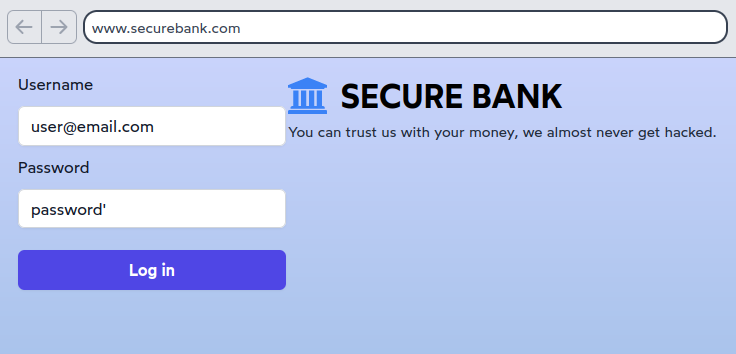 www.securebank.com
Username
user@email.com
Password
password'
Log in
SECURE BANK
You can trust us with your money, we almost never get hacked.